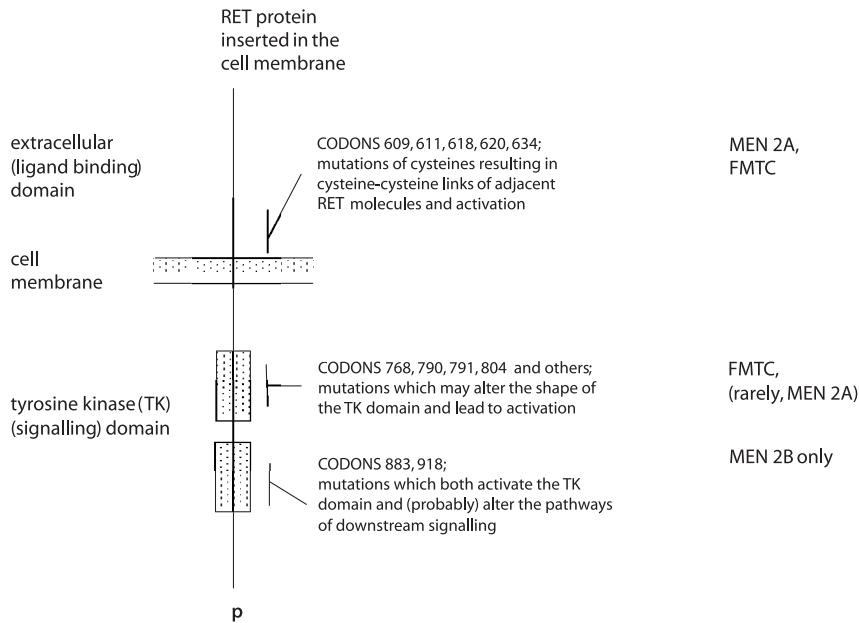 RET protein
inserted in the
cell membrane
extracellular
(ligand binding)
domain
CODONS 609, 611, 618, 620, 634;
mutations of cysteines resulting in
cysteine-cysteine links of adjacent
RET molecules and activation
MEN 2A,
FMTC
cell
membrane
tyrosine kinase (TK)
(signalling) domain
CODONS 768, 790, 791, 804 and others;
mutations which may alter the shape of
the TK domain and lead to activation
FMTC,
(rarely, MEN 2A)
CODONS 883, 918;
mutations which both activate the TK
domain and (probably) alter the pathways
of downstream signalling
MEN 2B only
p